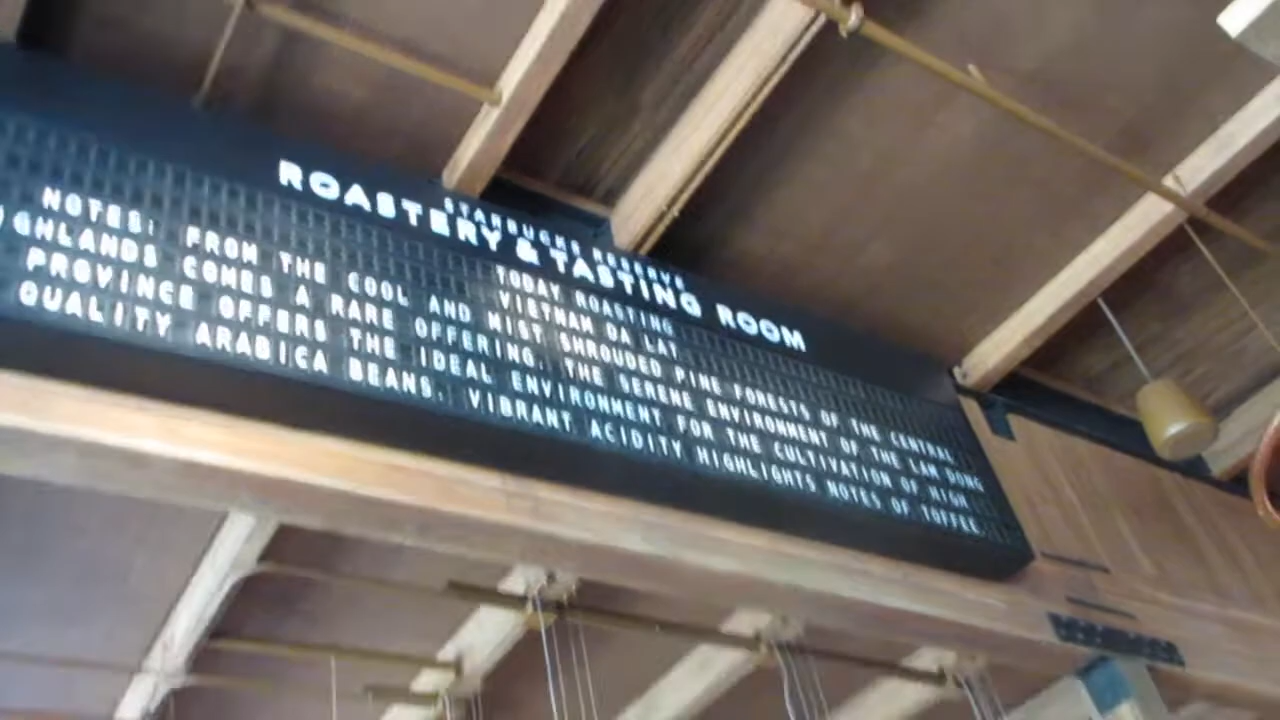 STARBUCKS RESERVE
ROASTERY & TASTING ROOM
TODAY ROASTING
VIETNAM DA LAT
NOTES: FROM THE COOL AND MIST SHROUDED PINE FORESTS OF THE CENTRAL
IGHLANDS COMES A RARE OFFERING. THE SERENE ENVIRONMENT OF THE LAM DONG
PROVINCE OFFERS THE IDEAL ENVIRONMENT FOR THE CULTIVATION OF HIGH
QUALITY ARABICA BEANS. VIBRANT ACIDITY HIGHLIGHTS NOTES OF TOFFEE